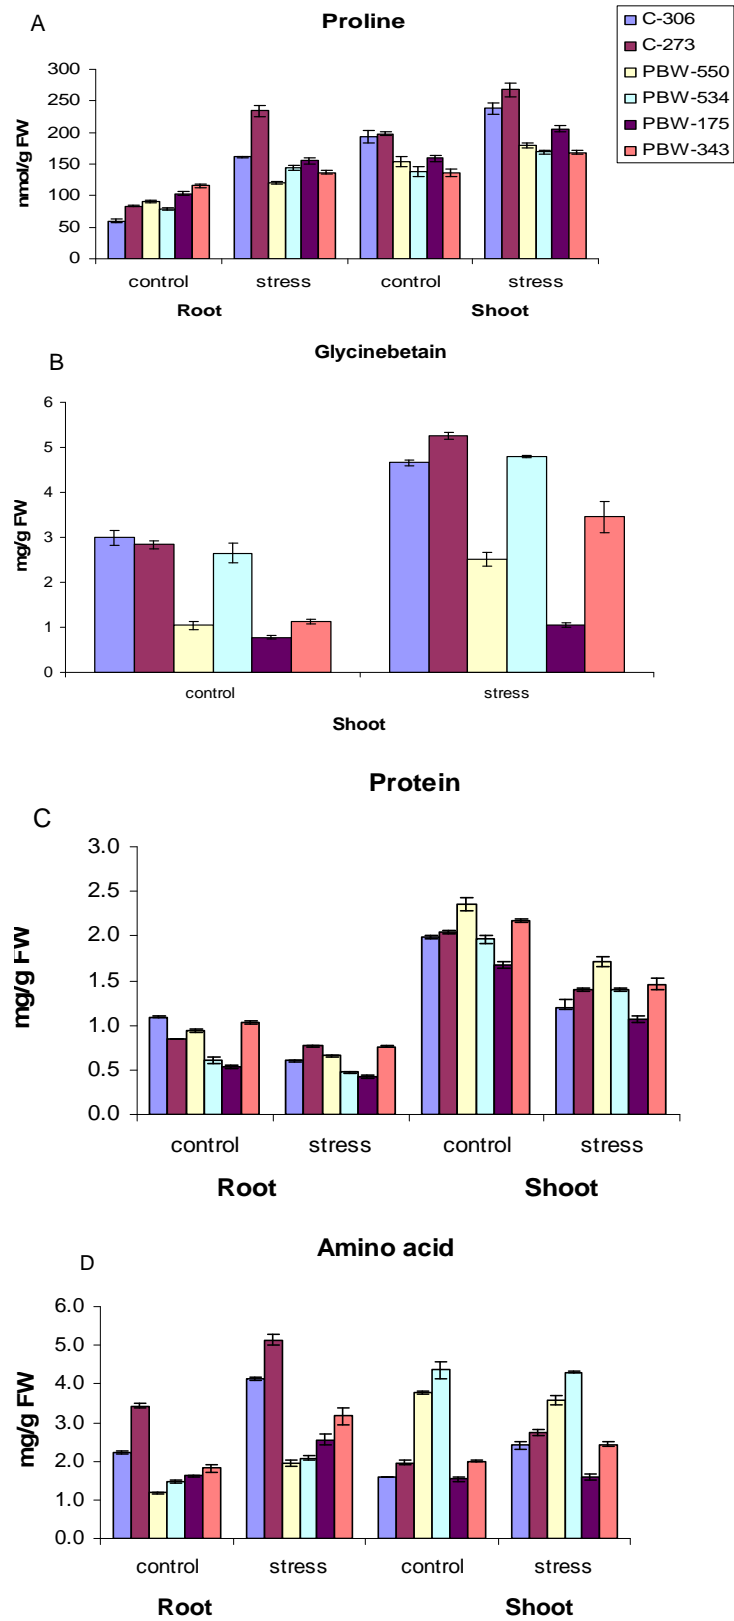 A
Proline
C-306
C-273
PBW-550
PBW-534
PBW-175
PBW-343
nmol/g FW
300
250
200
150
100
50
0
control stress control stress
Root Shoot
B
Glycinebetain
mg/g FW
6
5
4
3
2
1
0
control stress
Shoot
Protein
C
mg/g FW
3.0
2.5
2.0
1.5
1.0
0.5
0.0
control stress control stress
Root Shoot
Amino acid
D
mg/g FW
6.0
5.0
4.0
3.0
2.0
1.0
0.0
control stress control stress
Root Shoot